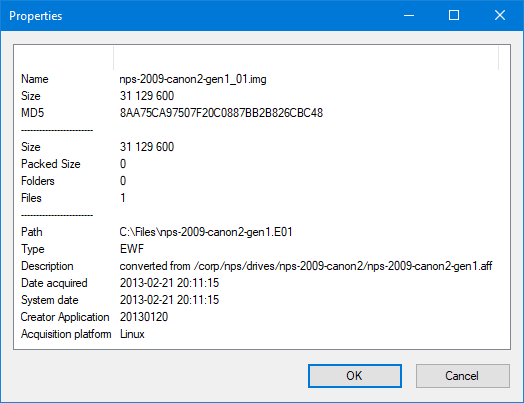 Properties
Name nps-2009-canon2-gen1_01.img
Size 31 129 600
MD5 8AA75CA97507F20C0887BB2B826CBC48
------------------------
Size 31 129 600
Packed Size 0
Folders 0
Files 1
------------------------
Path C:\Files\nps-2009-canon2-gen1.E01
Type EWF
Description converted from /corp/nps/drives/nps-2009-canon2/nps-2009-canon2-gen1.aff
Date acquired 2013-02-21 20:11:15
System date 2013-02-21 20:11:15
Creator Application 20130120
Acquisition platform Linux
OK Cancel